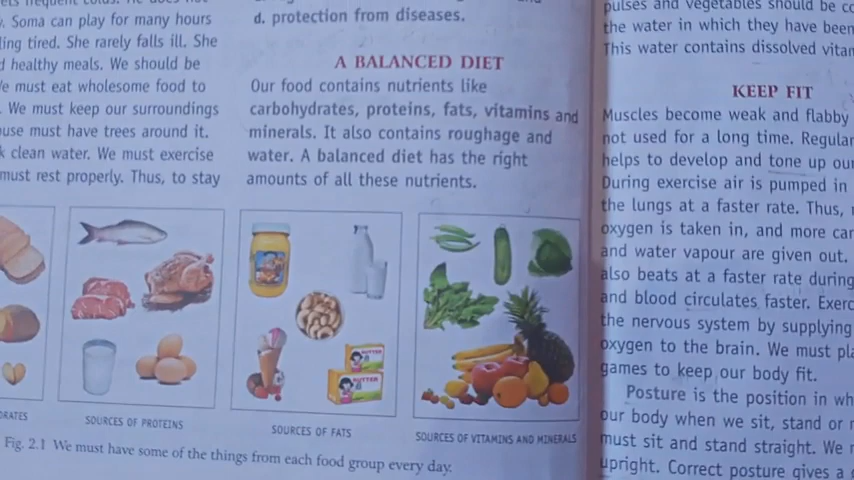 . Soma can play for many hours
ling tired. She rarely falls ill. She
d healthy meals. We should be
e must eat wholesome food to
. We must keep our surroundings
use must have trees around it.
k clean water. We must exercise
must rest properly. Thus, to stay
d. protection from diseases.
A BALANCED DIET
Our food contains nutrients like
carbohydrates, proteins, fats, vitamins and
minerals. It also contains roughage and
water. A balanced diet has the right
amounts of all these nutrients.
DRATES
SOURCES OF PROTEINS
BUTTER
BUTTER
SOURCES OF FATS
SOURCES OF VITAMINS AND MINERALS
Fig. 2.1 We must have some of the things from each food group every day.
pulses and vegetables should be co
the water in which they have been
This water contains dissolved vitam
KEEP FIT
Muscles become weak and flabby
not used for a long time. Regular
helps to develop and tone up our
During exercise air is pumped in
the lungs at a faster rate. Thus,
oxygen is taken in, and more car
and water vapour are given out.
also beats at a faster rate during
and blood circulates faster. Exerc
the nervous system by supplying
oxygen to the brain. We must pla
games to keep our body fit.
Posture is the position in wh
our body when we sit, stand or
must sit and stand straight. We
upright. Correct posture gives a